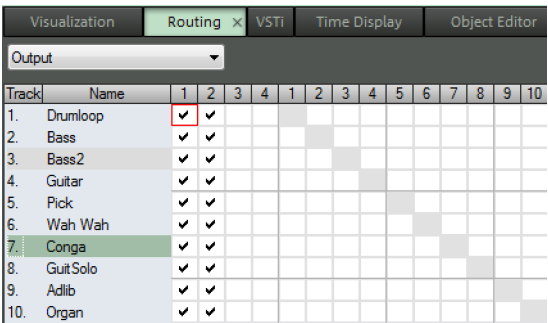 Visualization Routing × VSTi Time Display Object Editor
Output
Track Name 1 2 3 4 1 2 3 4 5 6 7 8 9 10
1. Drumloop ✔ ✔
2. Bass ✔ ✔
3. Bass2 ✔ ✔
4. Guitar ✔ ✔
5. Pick ✔ ✔
6. Wah Wah ✔ ✔
7. Conga ✔ ✔
8. GuitSolo ✔ ✔
9. Adlib ✔ ✔
10. Organ ✔ ✔